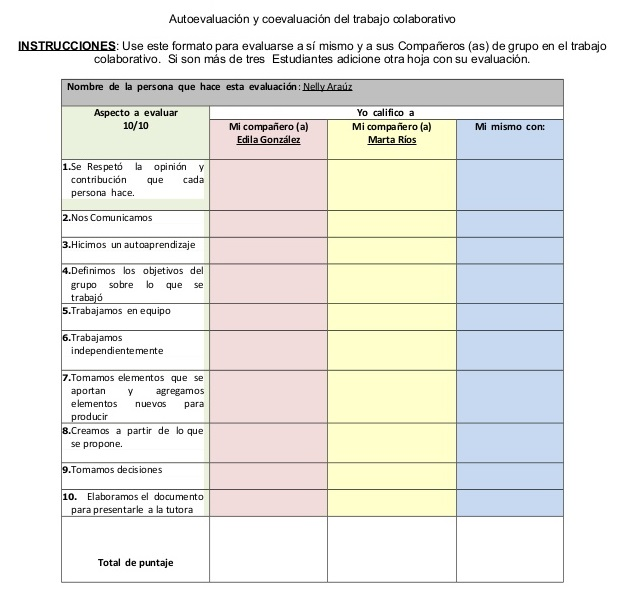 Autoevaluación y coevaluación del trabajo colaborativo
INSTRUCCIONES: Use este formato para evaluarse a sí mismo y a sus Compañeros (as) de grupo en el trabajo
colaborativo. Si son más de tres Estudiantes adicione otra hoja con su evaluación.
Nombre de la persona que hace esta evaluación: Nelly Araúz
Aspecto a evaluar
10/10
Yo califico a
Mi compañero (a)
Edila González
Mi compañero (a)
Marta Ríos
Mi mismo con:
1.Se Respetó la opinión y
contribución que cada
persona hace.
2.Nos Comunicamos
3.Hicimos un autoaprendizaje
4.Definimos los objetivos del
grupo sobre lo que se
trabajó
5.Trabajamos en equipo
6.Trabajamos
independientemente
7.Tomamos elementos que se
aportan y agregamos
elementos nuevos para
producir
8.Creamos a partir de lo que
se propone.
9.Tomamos decisiones
10. Elaboramos el documento
para presentarle a la tutora
Total de puntaje